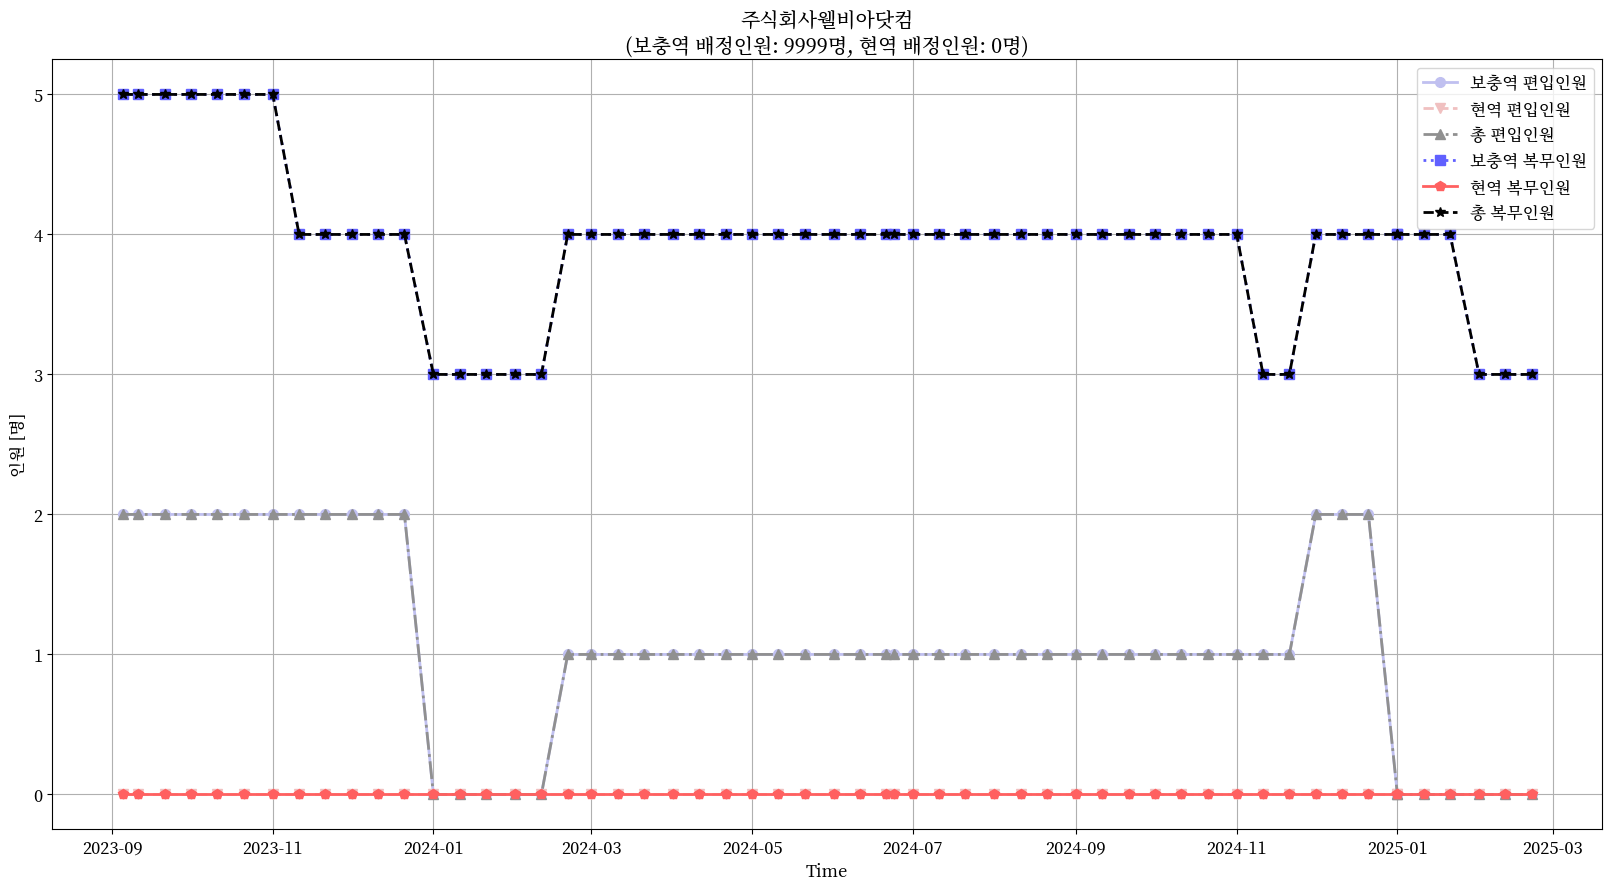 주식회사웰비아닷컴
(보충역 배정인원: 9999명, 현역 배정인원: 0명)
보충역 편입인원
현역 편입인원
총 편입인원
보충역 복무인원
현역 복무인원
총 복무인원
인원 [명]
5
4
3
2
1
0
2023-09
2023-11
2024-01
2024-03
2024-05
2024-07
2024-09
2024-11
2025-01
2025-03
Time